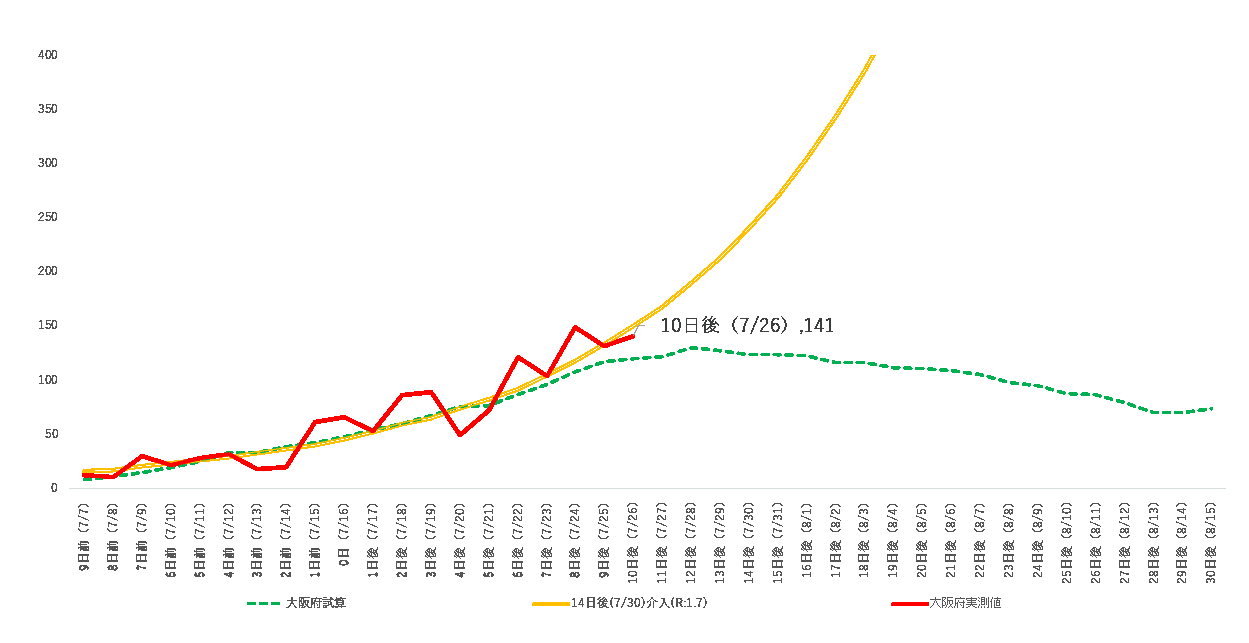 400
350
300
250
200
150
100
50
0
10日後（7/26）,141
9日前（7/7）
8日前（7/8）
7日前（7/9）
6日前（7/10）
5日前（7/11）
4日前（7/12）
3日前（7/13）
2日前（7/14）
1日前（7/15）
0日（7/16）
1日後（7/17）
2日後（7/18）
3日後（7/19）
4日後（7/20）
5日後（7/21）
6日後（7/22）
7日後（7/23）
8日後（7/24）
9日後（7/25）
10日後（7/26）
11日後（7/27）
12日後（7/28）
13日後（7/29）
14日後（7/30）
15日後（7/31）
16日後（8/1）
17日後（8/2）
18日後（8/3）
19日後（8/4）
20日後（8/5）
21日後（8/6）
22日後（8/7）
23日後（8/8）
24日後（8/9）
25日後（8/10）
26日後（8/11）
27日後（8/12）
28日後（8/13）
29日後（8/14）
30日後（8/15）
大阪府試算
14日後(7/30)介入(R:1.7)
大阪府実測値